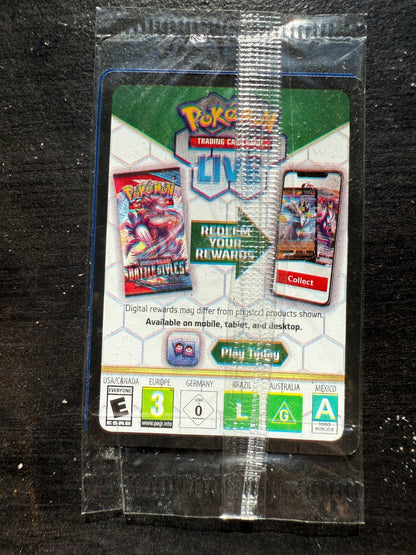 Pokémon
TRADING CARD GAME
LIVE
Pokémon
BATTLE STYLES
REDEEM
YOUR
REWARDS
Collect
Digital rewards may differ from physical products shown.
Available on mobile, tablet, and desktop.
Play Today
USA/CANADA EUROPE GERMANY BRAZIL AUSTRALIA MEXICO
EVERYONE
E
ESRB
3
www.pegi.info
0
L
G
A
TODO
PÚBLICO